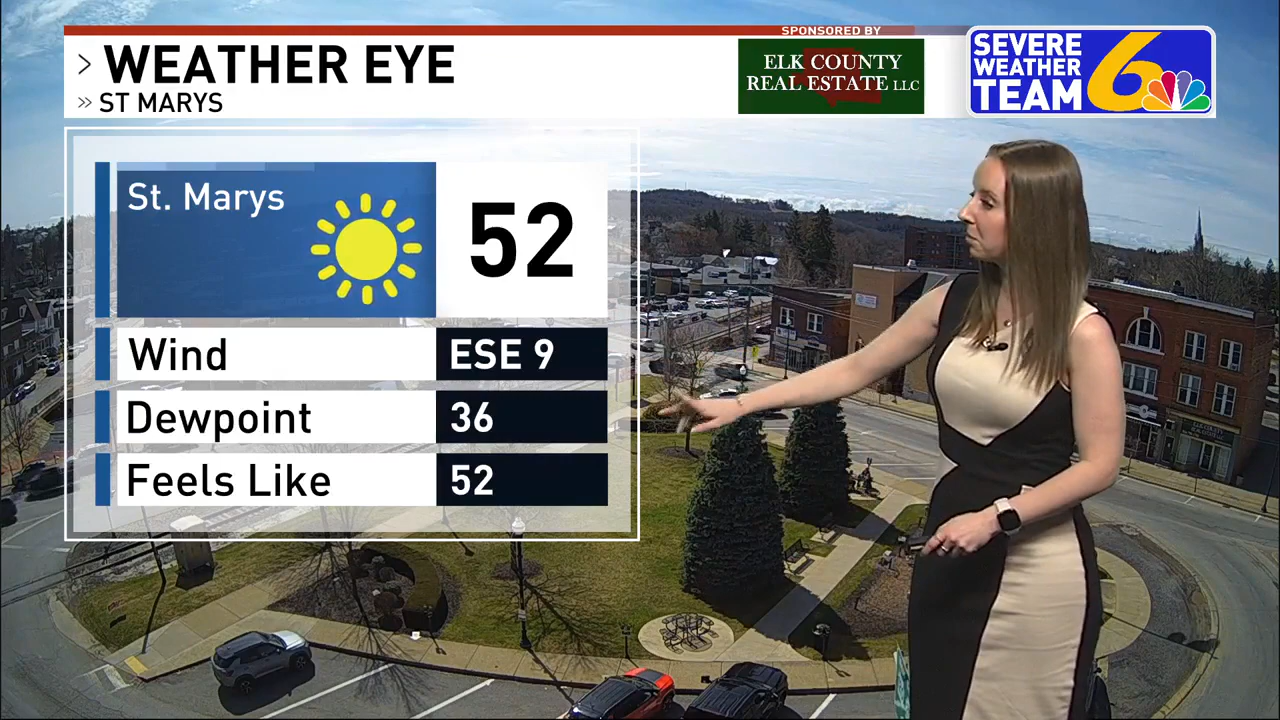 SPONSORED BY
> WEATHER EYE
» ST MARYS
ELK COUNTY
REAL ESTATE LLC
SEVERE
WEATHER
TEAM
6
St. Marys
52
Wind ESE 9
Dewpoint 36
Feels Like 52